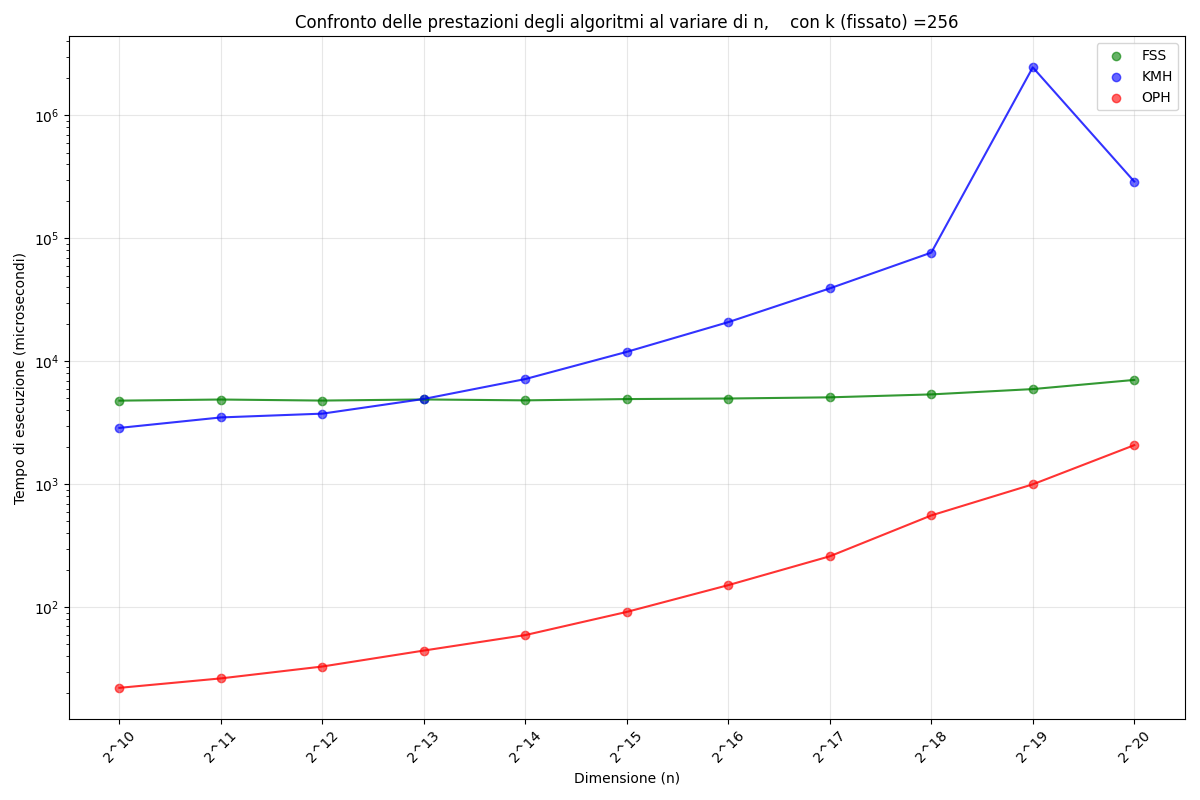 Confronto delle prestazioni degli algoritmi al variare di n,    con k (fissato) =256
FSS
KMH
OPH
Tempo di esecuzione (microsecondi)
10^6
10^5
10^4
10^3
10^2
2^10
2^11
2^12
2^13
2^14
2^15
2^16
2^17
2^18
2^19
2^20
Dimensione (n)